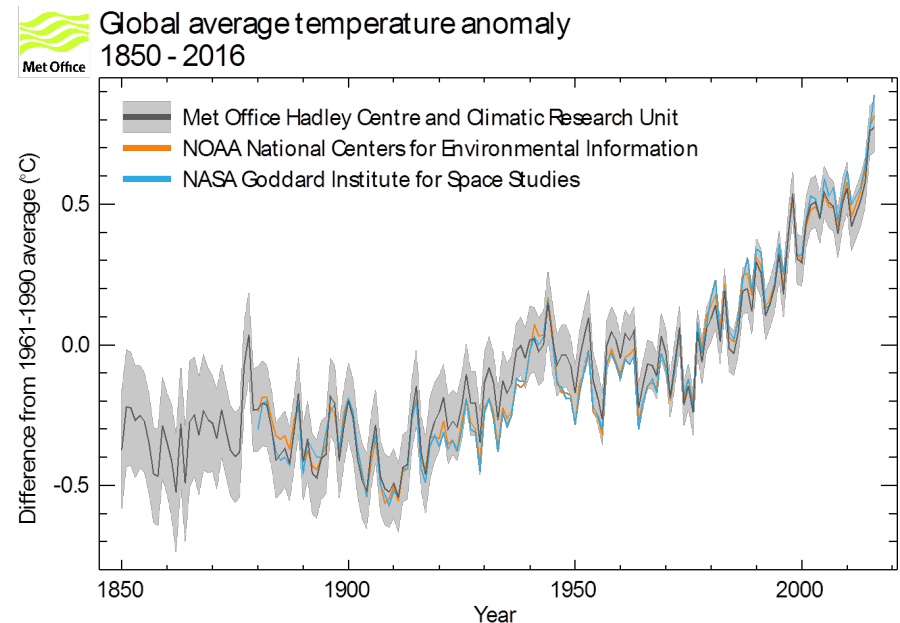 Met Office
Global average temperature anomaly
1850 - 2016
Met Office Hadley Centre and Climatic Research Unit
NOAA National Centers for Environmental Information
NASA Goddard Institute for Space Studies
Difference from 1961-1990 average (°C)
0.5
0.0
-0.5
1850
1900
1950
2000
Year